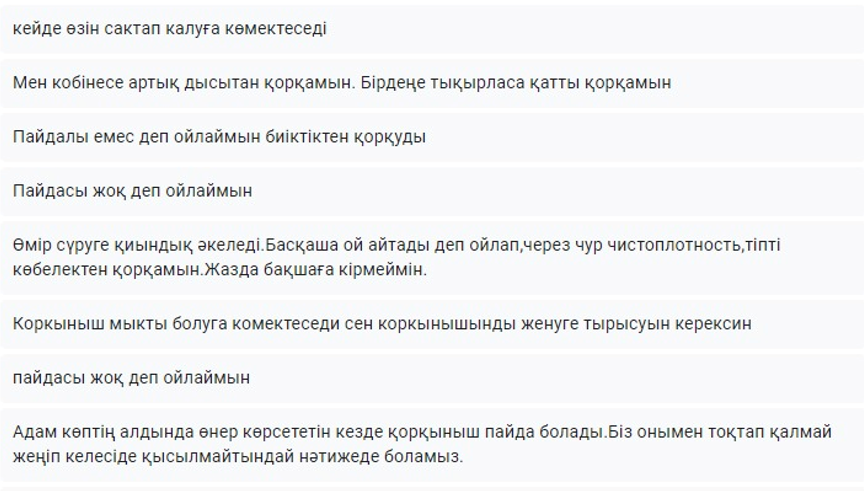 кейде өзін сактап калуға көмектеседі
Мен кобінесе артық дысытан қорқамын. Бірдеңе тықырласа қатты қорқамын
Пайдалы емес деп ойлаймын биіктіктен қорқуды
Пайдасы жоқ деп ойлаймын
Өмір сүруге қиындық әкеледі.Басқаша ой айтады деп ойлап,через чур чистоплотность,тіпті
көбелектен қорқамын.Жазда бақшаға кірмеймін.
Коркыныш мыкты болуга комектеседи сен коркынышынды женуге тырысуын керексин
пайдасы жоқ деп ойлаймын
Адам көптің алдында өнер көрсететін кезде қорқыныш пайда болады.Біз онымен тоқтап қалмай
жеңіп келесіде қысылмайтындай нәтижеде боламыз.